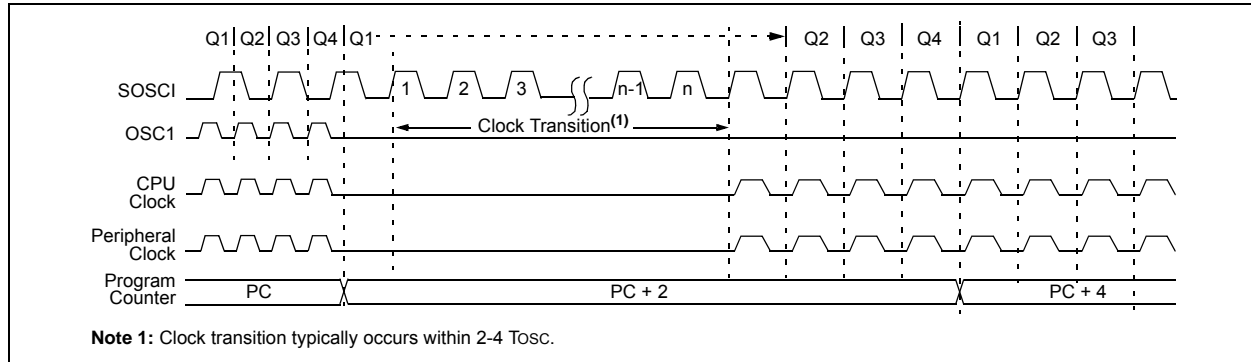 Q1 Q2 Q3 Q4 Q1 Q2 Q3 Q4 Q1 Q2 Q3
SOSCI 1 2 3 n-1 n
OSC1 Clock Transition(1)
CPU
Clock
Peripheral
Clock
Program
Counter PC PC + 2 PC + 4
Note 1: Clock transition typically occurs within 2-4 TOSC.